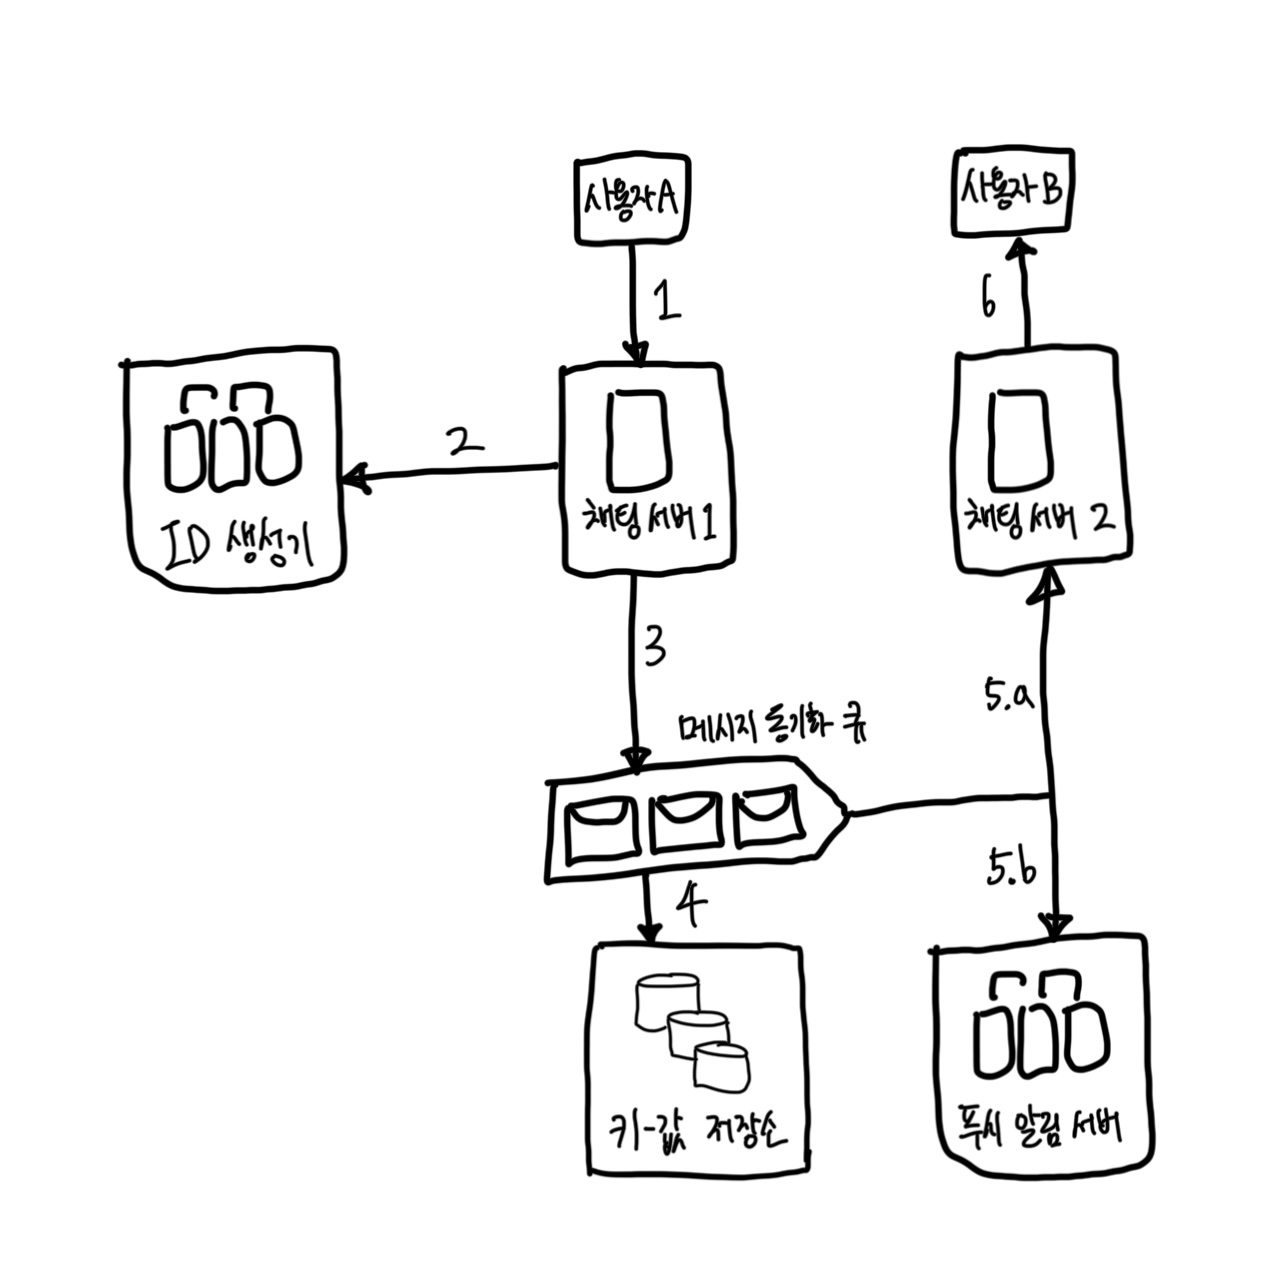 사용자A
사용자B
1
6
2
ID 생성기
채팅 서버 1
채팅 서버 2
3
5.a
메시지 동기화 큐
5.b
4
키-값 저장소
푸시 알림 서버